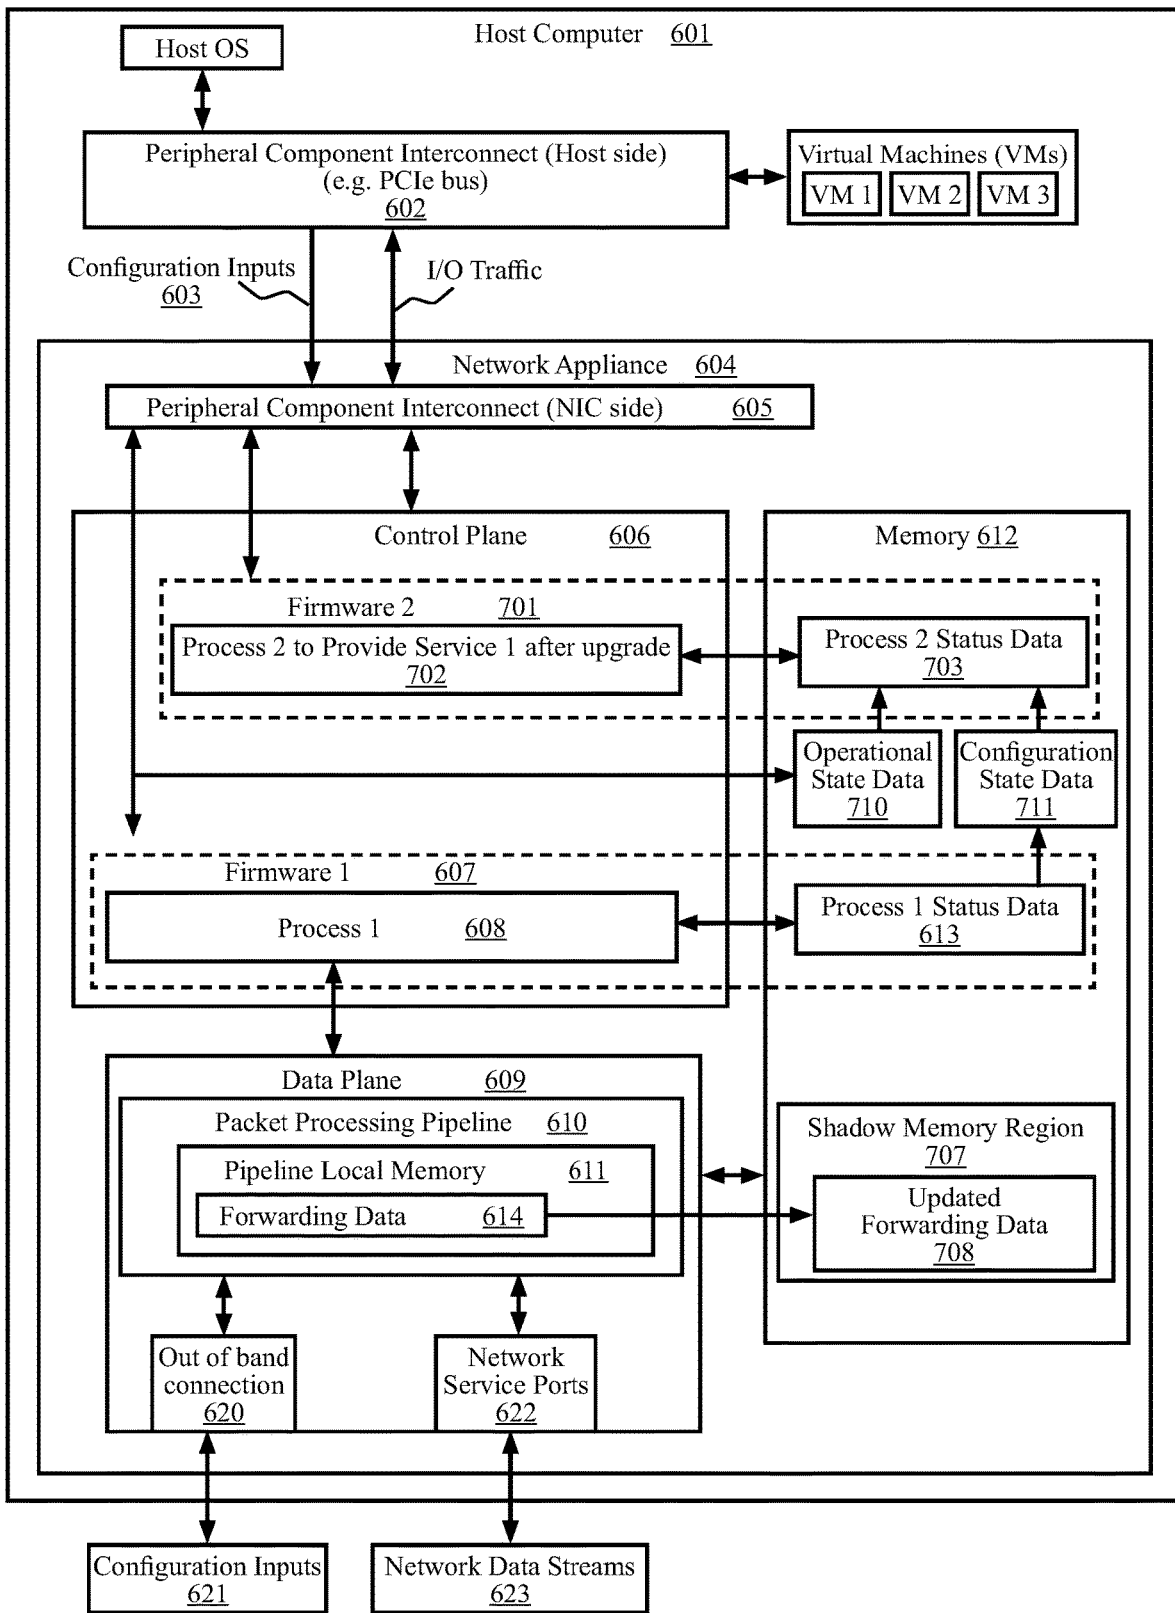 Host Computer 601
Host OS
Peripheral Component Interconnect (Host side)
(e.g. PCIe bus)
602
Virtual Machines (VMs)
VM 1 VM 2 VM 3
Configuration Inputs
603
I/O Traffic
Network Appliance 604
Peripheral Component Interconnect (NIC side) 605
Control Plane 606
Memory 612
Firmware 2 701
Process 2 to Provide Service 1 after upgrade
702
Process 2 Status Data
703
Operational
State Data
710
Configuration
State Data
711
Firmware 1 607
Process 1 608
Process 1 Status Data
613
Data Plane 609
Packet Processing Pipeline 610
Pipeline Local Memory 611
Forwarding Data 614
Shadow Memory Region
707
Updated
Forwarding Data
708
Out of band
connection
620
Network
Service Ports
622
Configuration Inputs
621
Network Data Streams
623